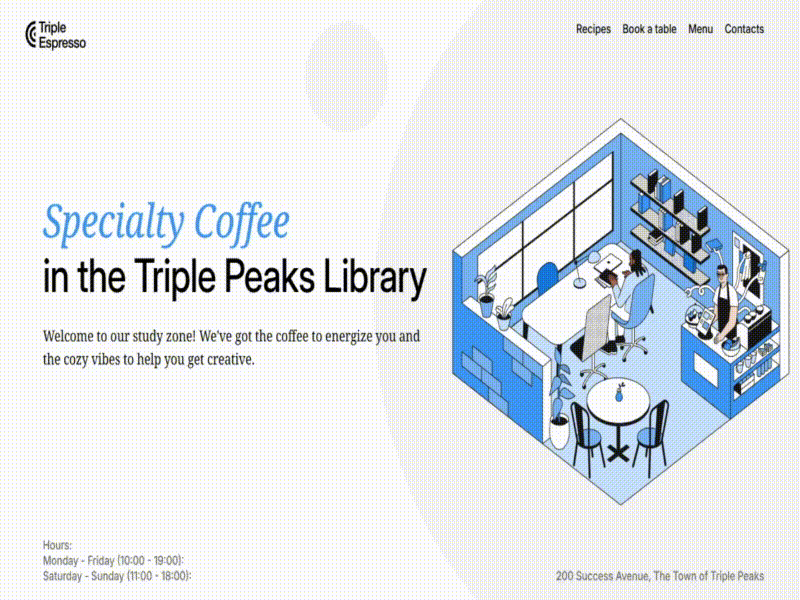 Triple
Espresso
Recipes Book a table Menu Contacts
Specialty Coffee
in the Triple Peaks Library
Welcome to our study zone! We've got the coffee to energize you and
the cozy vibes to help you get creative.
Hours:
Monday - Friday (10:00 - 19:00):
Saturday - Sunday (11:00 - 18:00):
200 Success Avenue, The Town of Triple Peaks